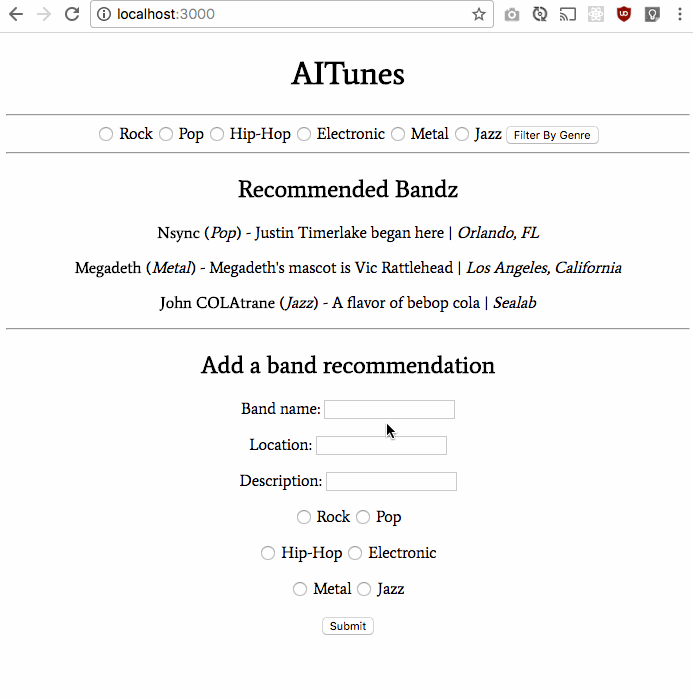 localhost:3000
AITunes
Rock Pop Hip-Hop Electronic Metal Jazz Filter By Genre
Recommended Bandz
Nsync (Pop) - Justin Timerlake began here | Orlando, FL
Megadeth (Metal) - Megadeth's mascot is Vic Rattlehead | Los Angeles, California
John COLAtrane (Jazz) - A flavor of bebop cola | Sealab
Add a band recommendation
Band name:
Location:
Description:
Rock Pop
Hip-Hop Electronic
Metal Jazz
Submit